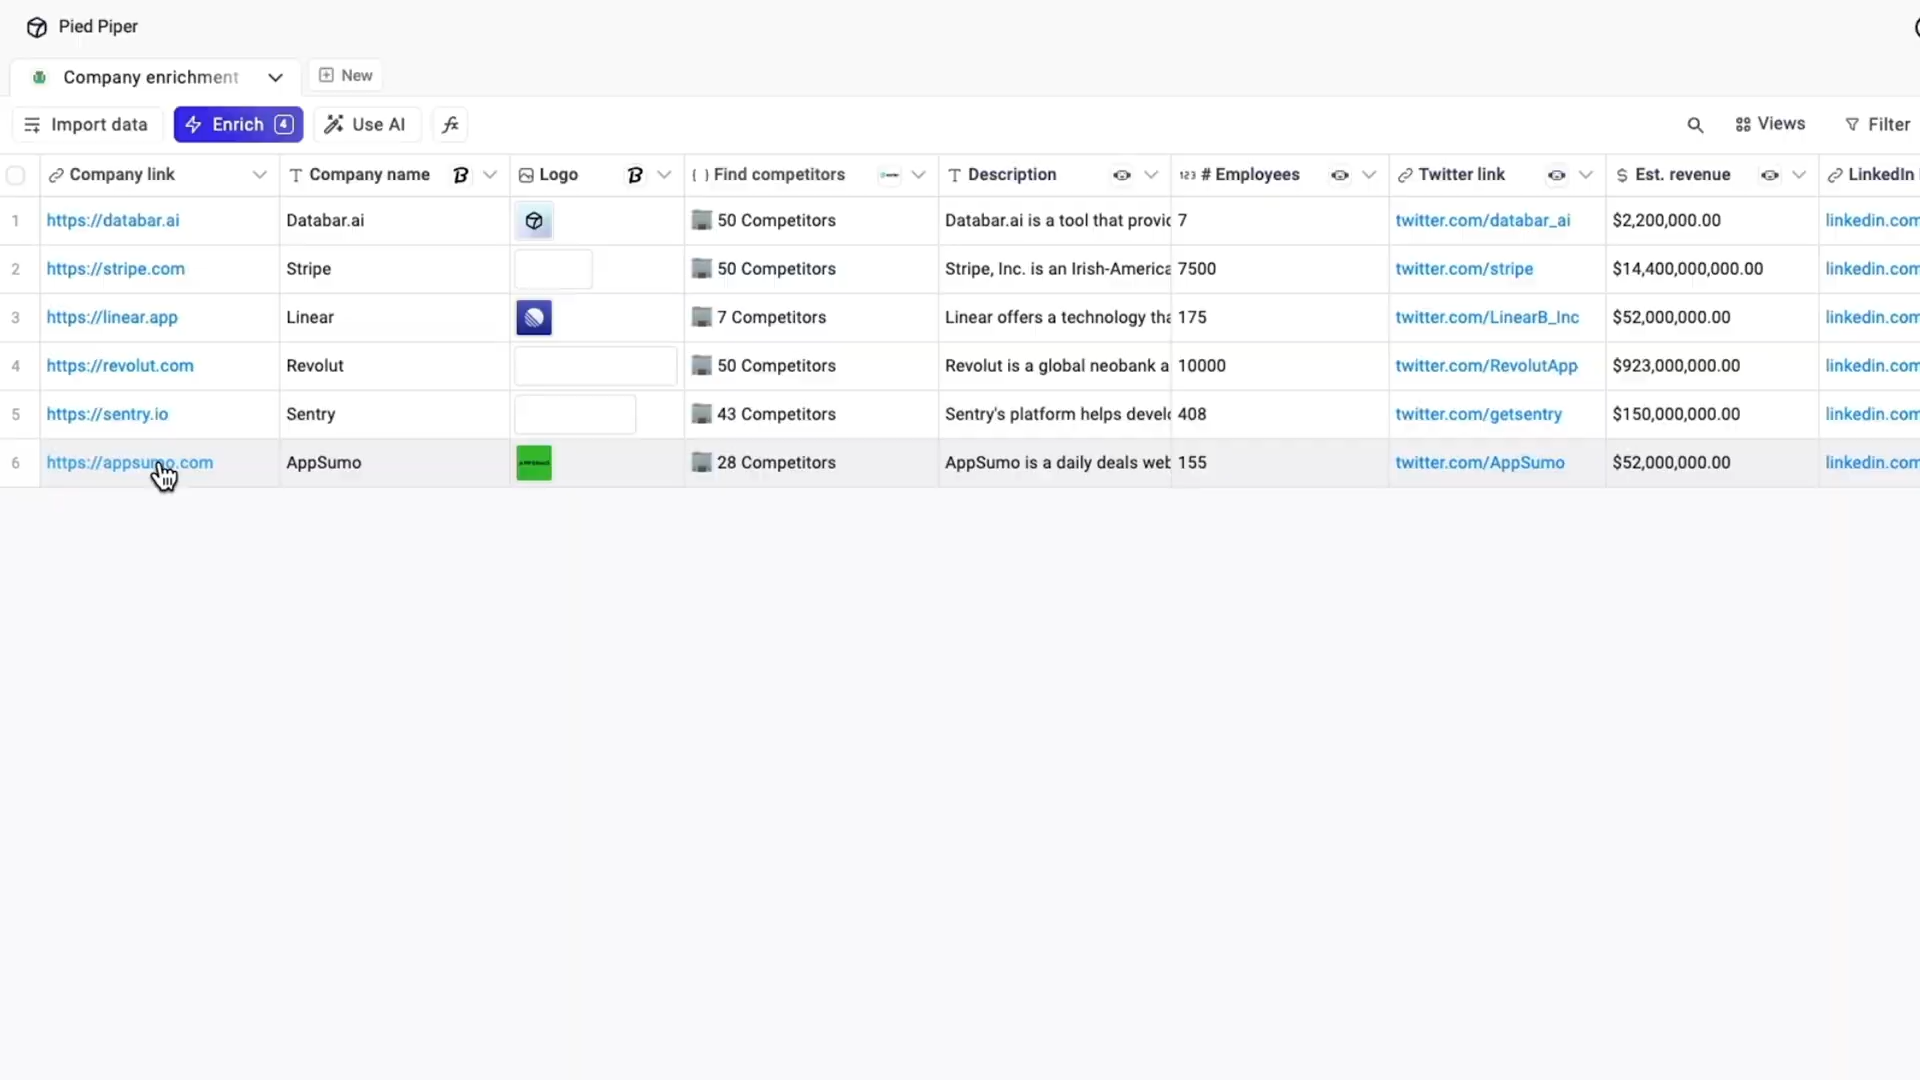 Pied Piper
Company enrichment New
Import data Enrich 4 Use AI Views Filter
Company link Company name Logo Find competitors Description # Employees Twitter link $ Est. revenue LinkedIn
1 https://databar.ai Databar.ai 50 Competitors Databar.ai is a tool that provid 7 twitter.com/databar_ai $2,200,000.00 linkedin.com
2 https://stripe.com Stripe 50 Competitors Stripe, Inc. is an Irish-America 7500 twitter.com/stripe $14,400,000,000.00 linkedin.com
3 https://linear.app Linear 7 Competitors Linear offers a technology tha 175 twitter.com/LinearB_Inc $52,000,000.00 linkedin.com
4 https://revolut.com Revolut 50 Competitors Revolut is a global neobank a 10000 twitter.com/RevolutApp $923,000,000.00 linkedin.com
5 https://sentry.io Sentry 43 Competitors Sentry's platform helps develo 408 twitter.com/getsentry $150,000,000.00 linkedin.com
6 https://appsumo.com AppSumo 28 Competitors AppSumo is a daily deals web 155 twitter.com/AppSumo $52,000,000.00 linkedin.com